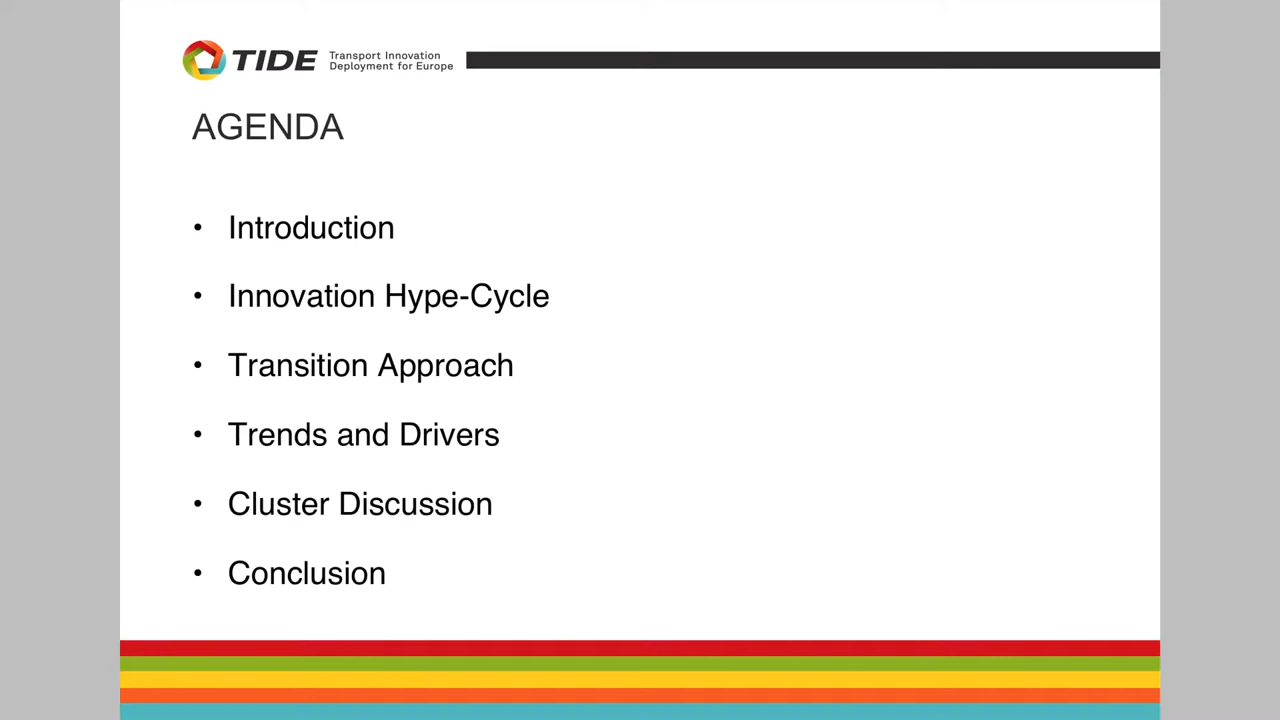 TIDE
Transport Innovation
Deployment for Europe
AGENDA
• Introduction
• Innovation Hype-Cycle
• Transition Approach
• Trends and Drivers
• Cluster Discussion
• Conclusion